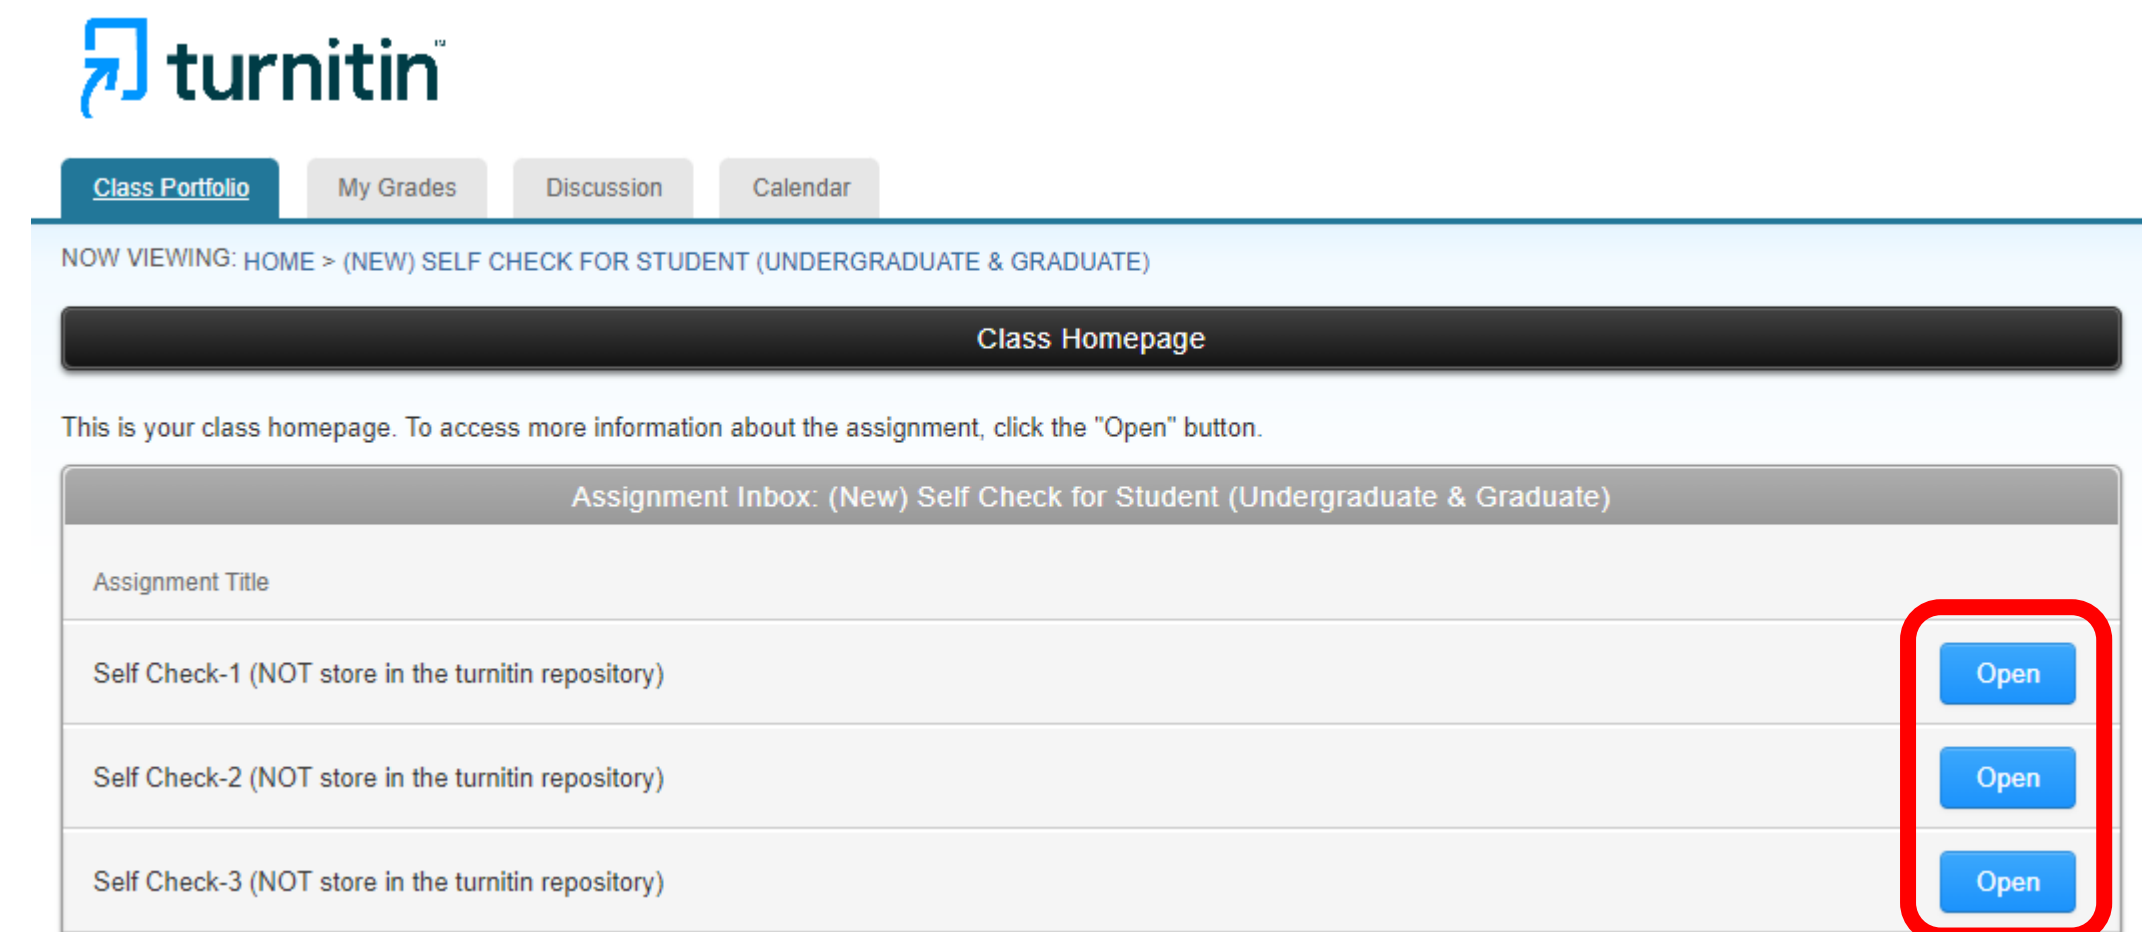 turnitin™
Class Portfolio My Grades Discussion Calendar
NOW VIEWING: HOME > (NEW) SELF CHECK FOR STUDENT (UNDERGRADUATE & GRADUATE)
Class Homepage
This is your class homepage. To access more information about the assignment, click the "Open" button.
Assignment Inbox: (New) Self Check for Student (Undergraduate & Graduate)
Assignment Title
Self Check-1 (NOT store in the turnitin repository) Open
Self Check-2 (NOT store in the turnitin repository) Open
Self Check-3 (NOT store in the turnitin repository) Open